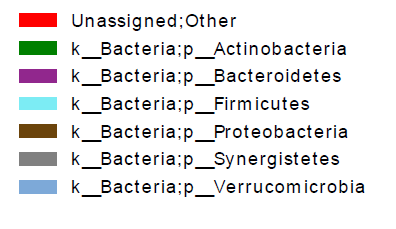 Unassigned;Other
k__Bacteria;p__Actinobacteria
k__Bacteria;p__Bacteroidetes
k__Bacteria;p__Firmicutes
k__Bacteria;p__Proteobacteria
k__Bacteria;p__Synergistetes
k__Bacteria;p__Verrucomicrobia